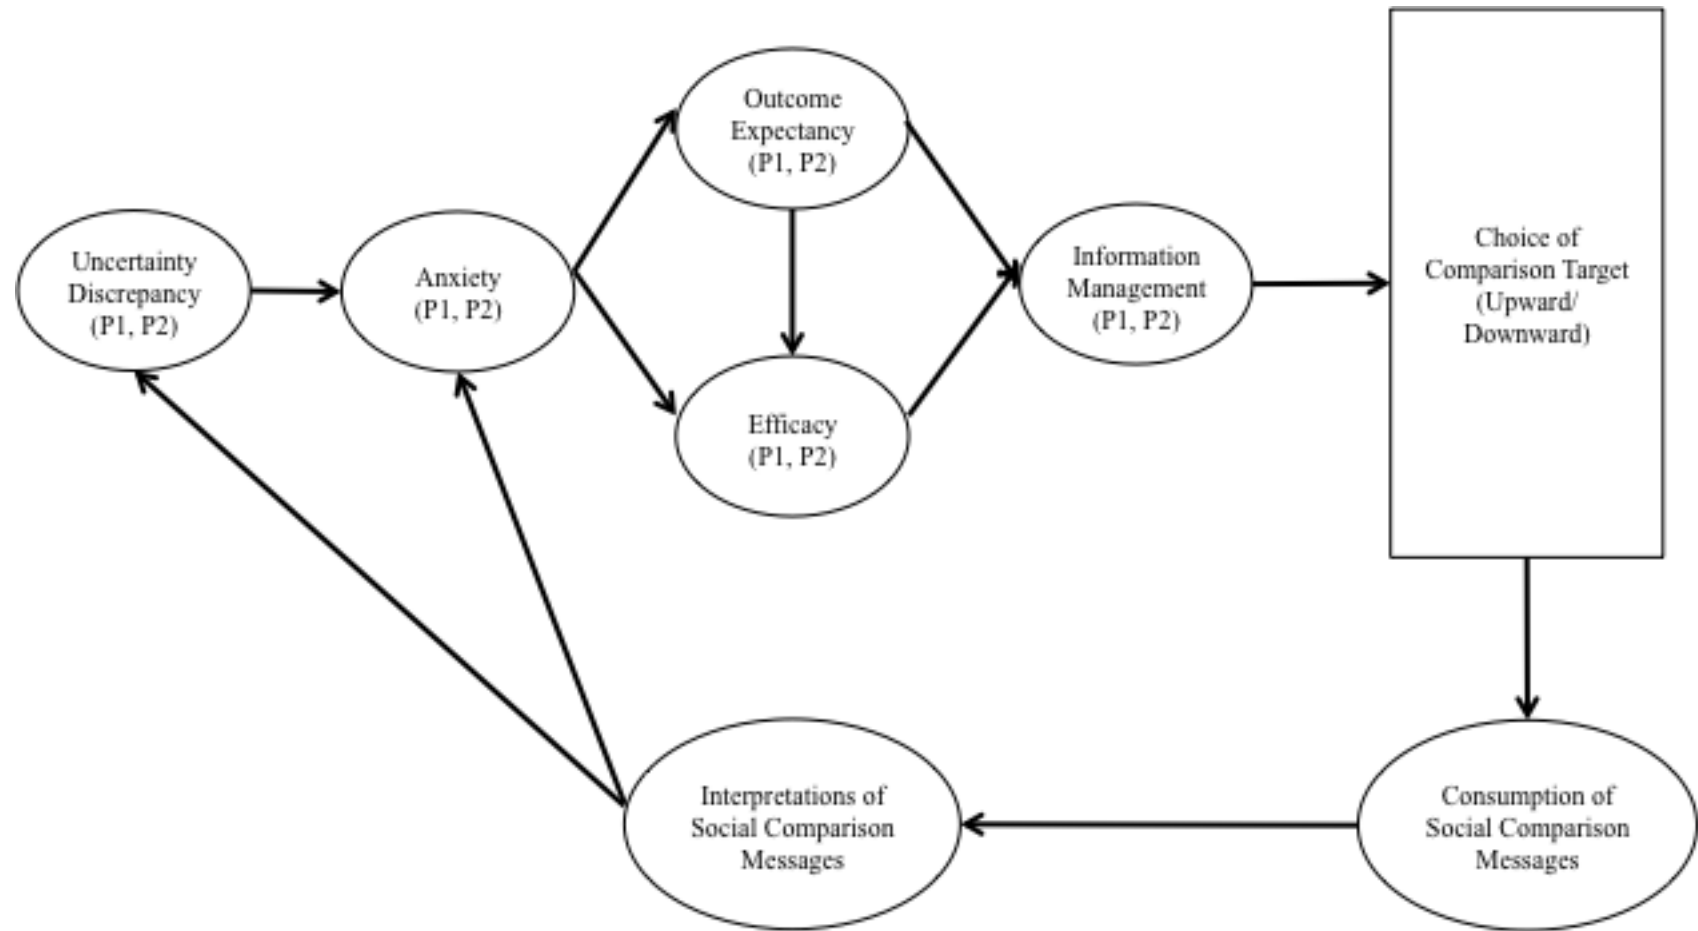 Outcome
Expectancy
(P1, P2)
Uncertainty
Discrepancy
(P1, P2)
Anxiety
(P1, P2)
Efficacy
(P1, P2)
Information
Management
(P1, P2)
Choice of
Comparison Target
(Upward/
Downward)
Interpretations of
Social Comparison
Messages
Consumption of
Social Comparison
Messages